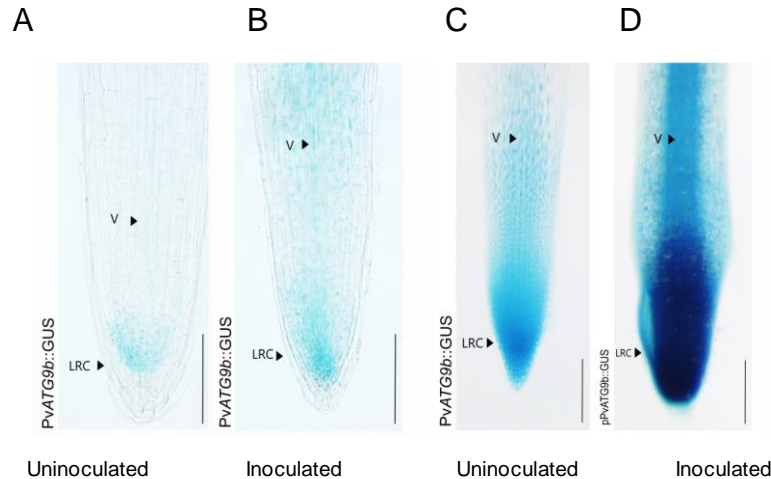 A
B
C
D
PvATG9b::GUS
V
LRC
PvATG9b::GUS
V
LRC
PvATG9b::GUS
V
LRC
pPvATG9b::GUS
V
LRC
Uninoculated
Inoculated
Uninoculated
Inoculated